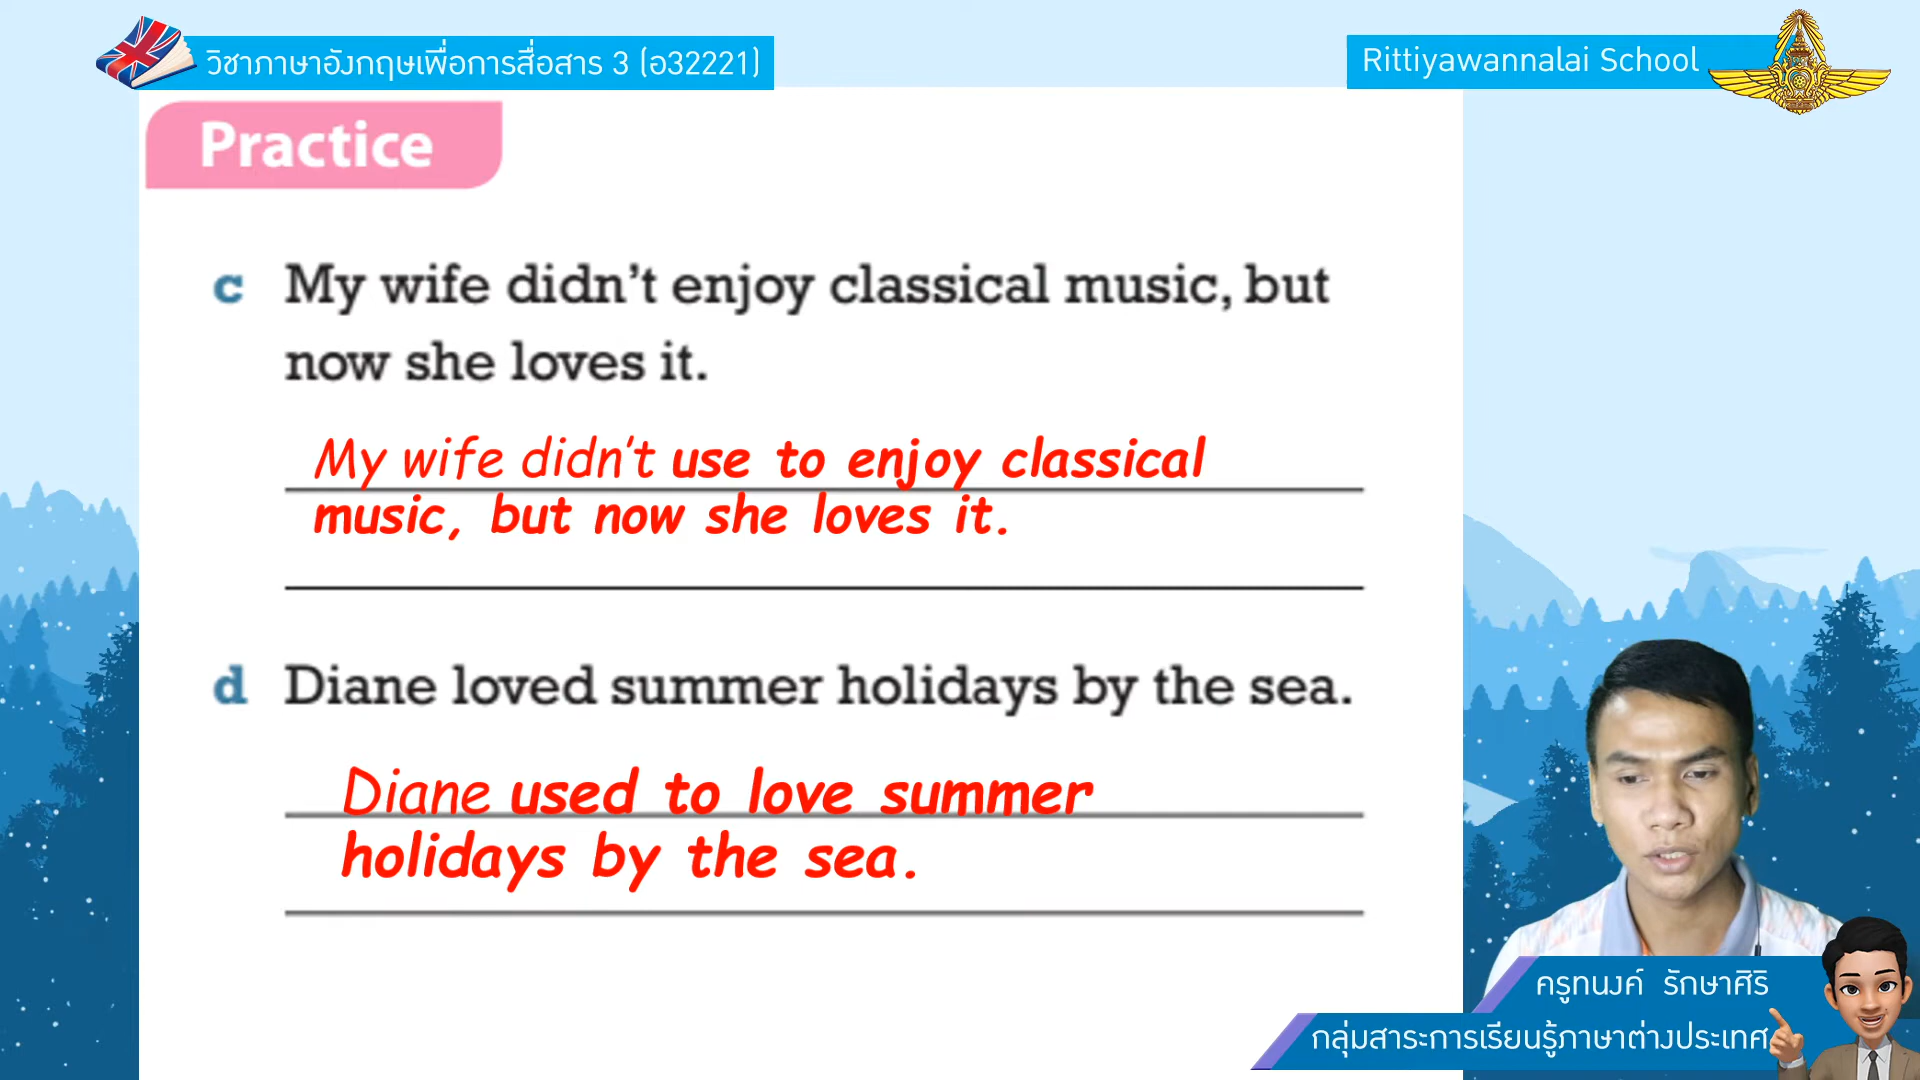 วิชาภาษาอังกฤษเพื่อการสื่อสาร 3 (อ32221)
Rittiyawannalai School
Practice
c My wife didn't enjoy classical music, but
now she loves it.
My wife didn't use to enjoy classical
music, but now she loves it.
d Diane loved summer holidays by the sea.
Diane used to love summer
holidays by the sea.
ครูทนงค์ รักษาศิริ
กลุ่มสาระการเรียนรู้ภาษาต่างประเทศ